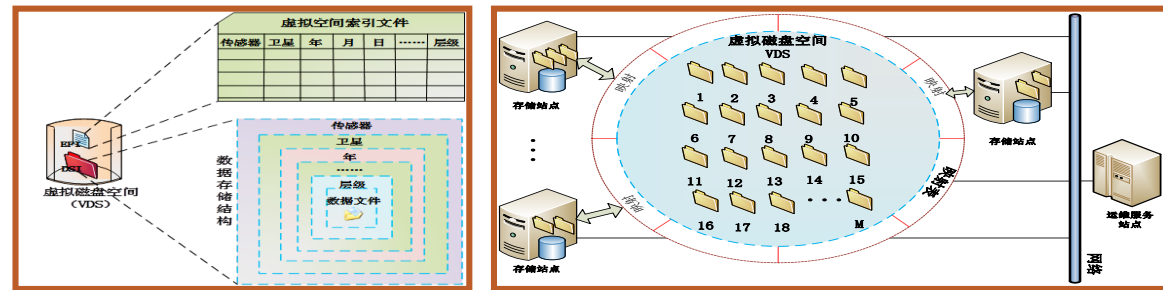 虚拟空间索引文件
传感器 卫星 年 月 日 …… 层级
EPI
DSI
虚拟磁盘空间
(VDS)
数据存储结构
传感器
卫星
年
……
层级
数据文件
虚拟磁盘空间
VDS
存储站点
映射
映射
存储站点
映射
存储站点
映射表
1 2 3 4 5
6 7 8 9 10
11 12 13 14 15
16 17 18 ··· M
运维服务
站点
网络